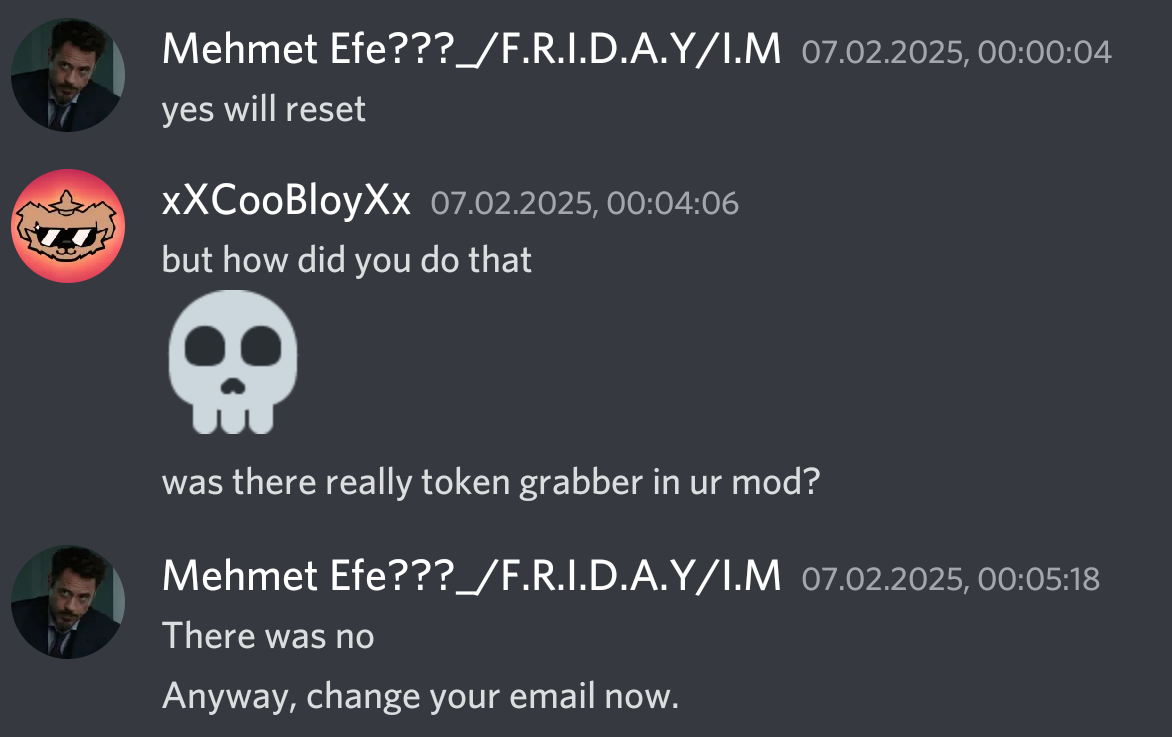 Mehmet Efe???_/F.R.I.D.A.Y/I.M 07.02.2025, 00:00:04
yes will reset
xXCooBloyXx 07.02.2025, 00:04:06
but how did you do that
was there really token grabber in ur mod?
Mehmet Efe???_/F.R.I.D.A.Y/I.M 07.02.2025, 00:05:18
There was no
Anyway, change your email now.